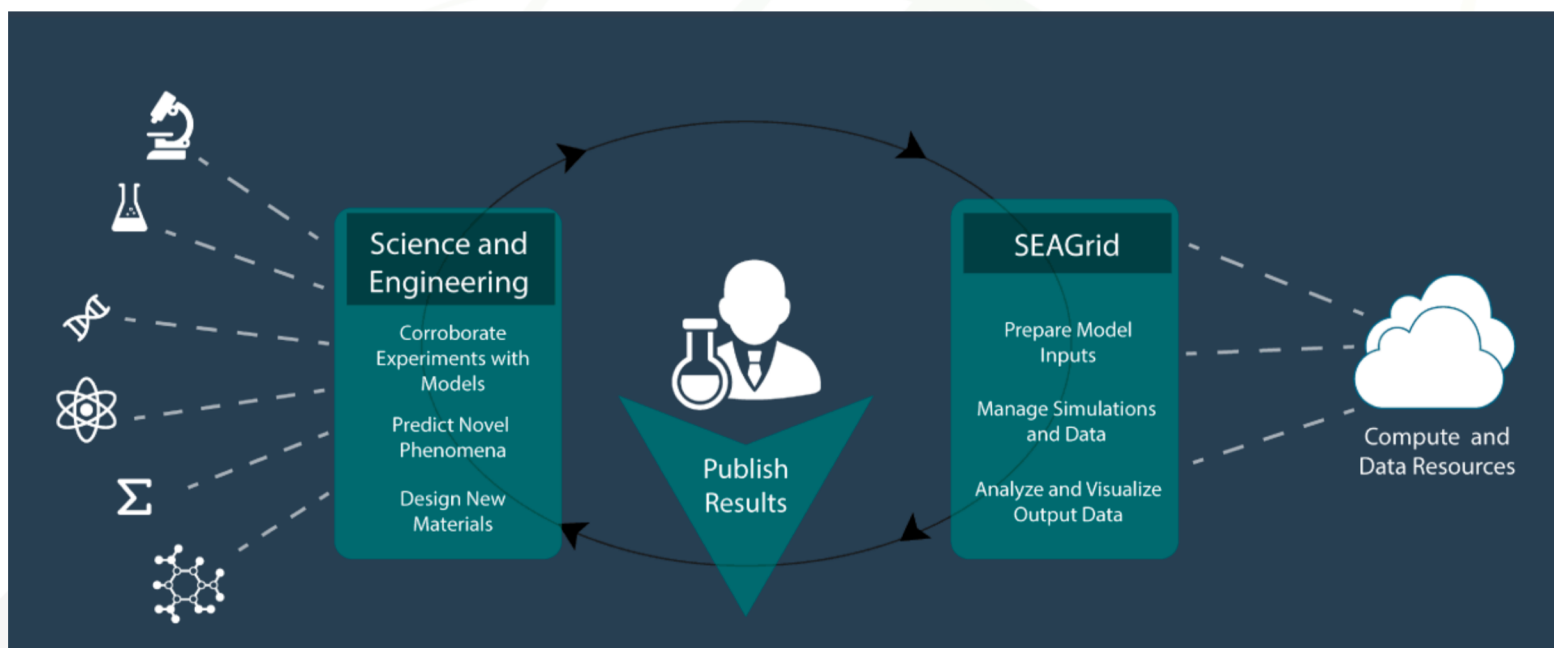 Science and
Engineering
Corroborate
Experiments with
Models
Predict Novel
Phenomena
Design New
Materials
Publish
Results
SEAGrid
Prepare Model
Inputs
Manage Simulations
and Data
Analyze and Visualize
Output Data
Compute and
Data Resources
Σ